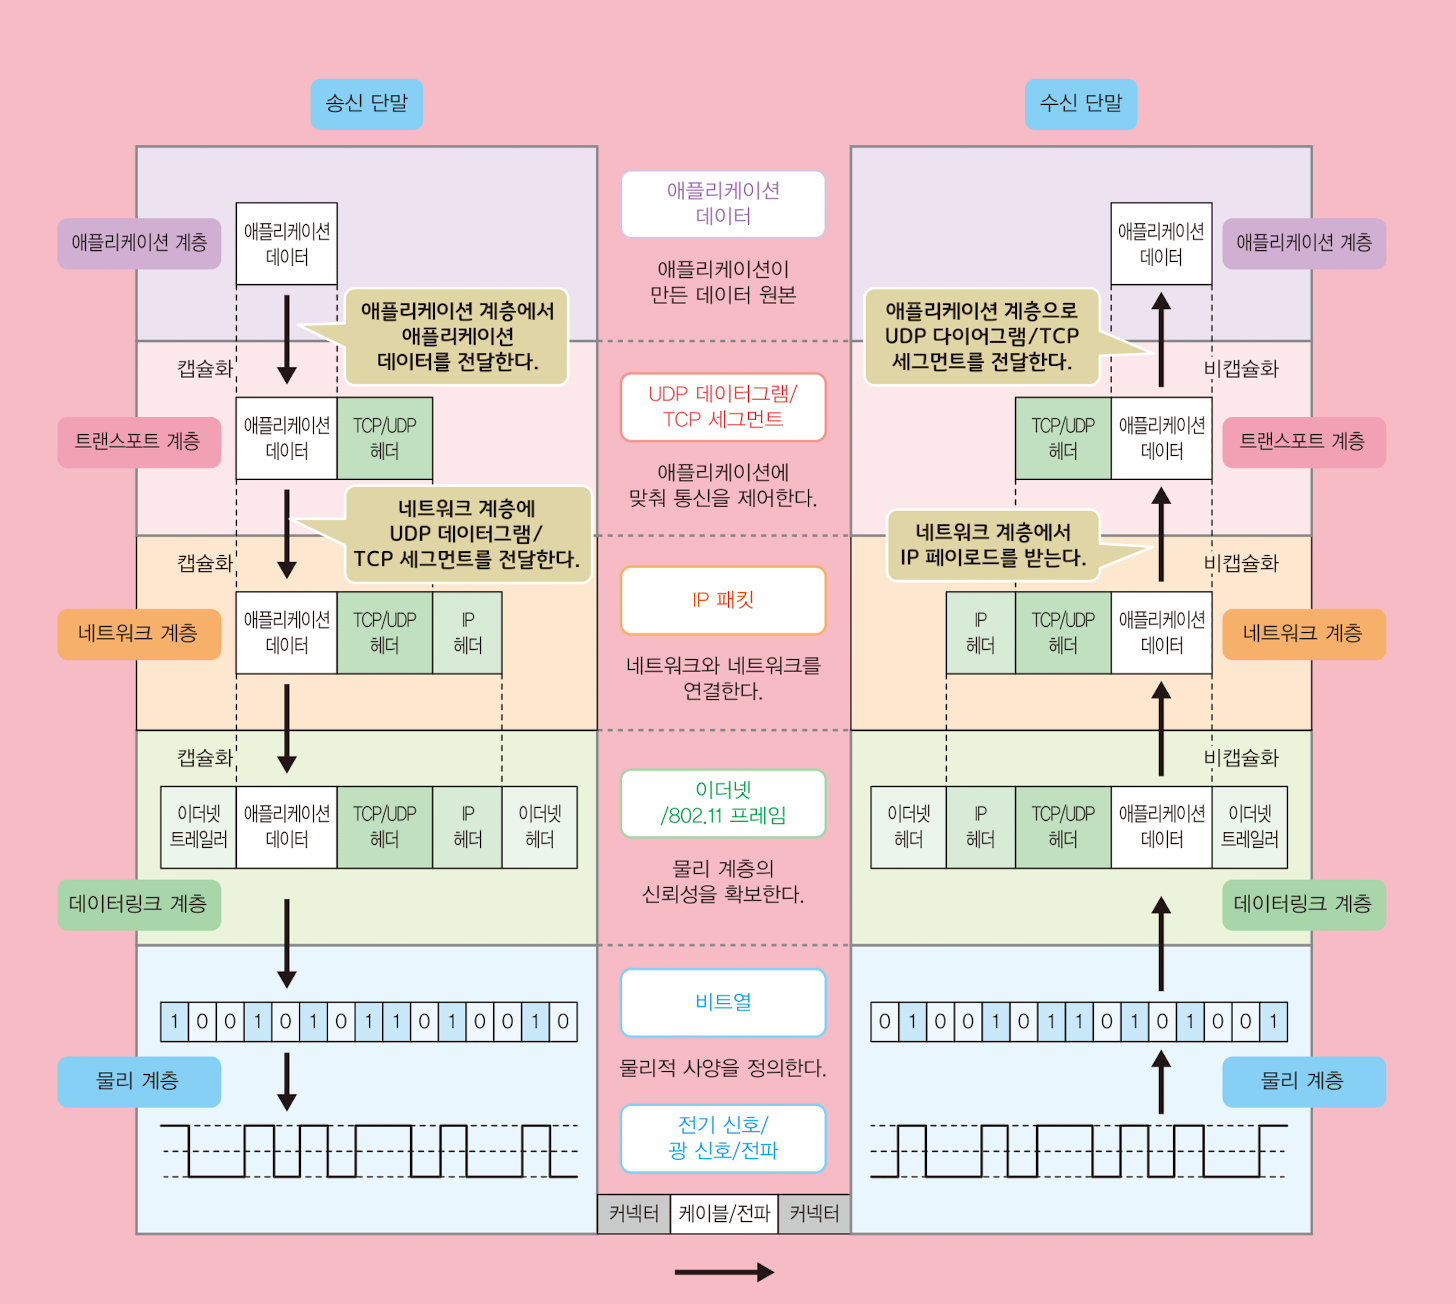 송신 단말
수신 단말
애플리케이션 계층
애플리케이션
데이터
애플리케이션 계층에서
애플리케이션
데이터를 전달한다.
캡슐화
트랜스포트 계층
애플리케이션
데이터
TCP/UDP
헤더
네트워크 계층에
UDP 데이터그램/
TCP 세그먼트를 전달한다.
캡슐화
네트워크 계층
애플리케이션
데이터
TCP/UDP
헤더
IP
헤더
캡슐화
이더넷
트레일러
애플리케이션
데이터
TCP/UDP
헤더
IP
헤더
이더넷
헤더
데이터링크 계층
1 0 0 1 0 1 0 1 1 0 1 0 0 1 0
물리 계층
애플리케이션
데이터
애플리케이션이
만든 데이터 원본
UDP 데이터그램/
TCP 세그먼트
애플리케이션에
맞춰 통신을 제어한다.
IP 패킷
네트워크와 네트워크를
연결한다.
이더넷
/802.11 프레임
물리 계층의
신뢰성을 확보한다.
비트열
물리적 사양을 정의한다.
전기 신호/
광 신호/전파
커넥터
케이블/전파
커넥터
애플리케이션
데이터
애플리케이션 계층
애플리케이션 계층으로
UDP 다이어그램/TCP
세그먼트를 전달한다.
비캡슐화
TCP/UDP
헤더
애플리케이션
데이터
트랜스포트 계층
네트워크 계층에서
IP 페이로드를 받는다.
비캡슐화
IP
헤더
TCP/UDP
헤더
애플리케이션
데이터
네트워크 계층
비캡슐화
이더넷
헤더
IP
헤더
TCP/UDP
헤더
애플리케이션
데이터
이더넷
트레일러
데이터링크 계층
0 1 0 0 1 0 1 1 0 1 0 1 0 0 1
물리 계층